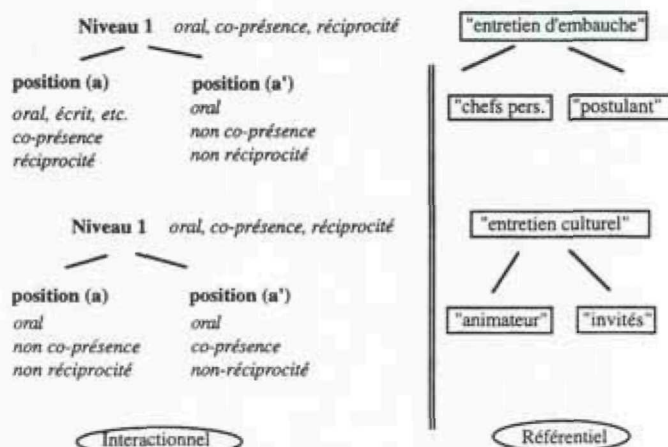 Niveau 1 oral, co-présence, réciprocité
position (a)
oral, écrit, etc.
co-présence
réciprocité
position (a')
oral
non co-présence
non réciprocité
"entretien d'embauche"
"chefs pers." "postulant"
Niveau 1 oral, co-présence, réciprocité
position (a)
oral
non co-présence
non réciprocité
position (a')
oral
co-présence
non-réciprocité
"entretien culturel"
"animateur" "invités"
Interactionnel
Référentiel